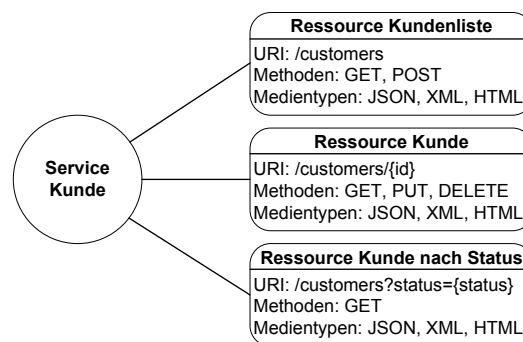 Ressource Kundenliste
URI: /customers
Methoden: GET, POST
Medientypen: JSON, XML, HTML
Service
Kunde
Ressource Kunde
URI: /customers/{id}
Methoden: GET, PUT, DELETE
Medientypen: JSON, XML, HTML
Ressource Kunde nach Status
URI: /customers?status={status}
Methoden: GET
Medientypen: JSON, XML, HTML